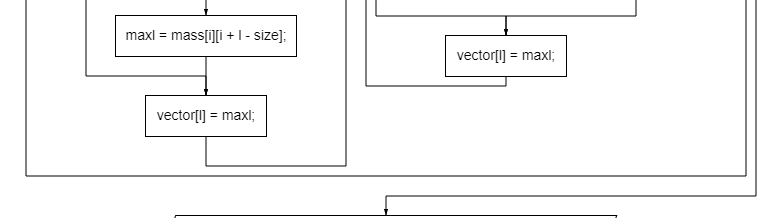 maxl = mass[i][i + l - size];
vector[l] = maxl;
vector[l] = maxl;